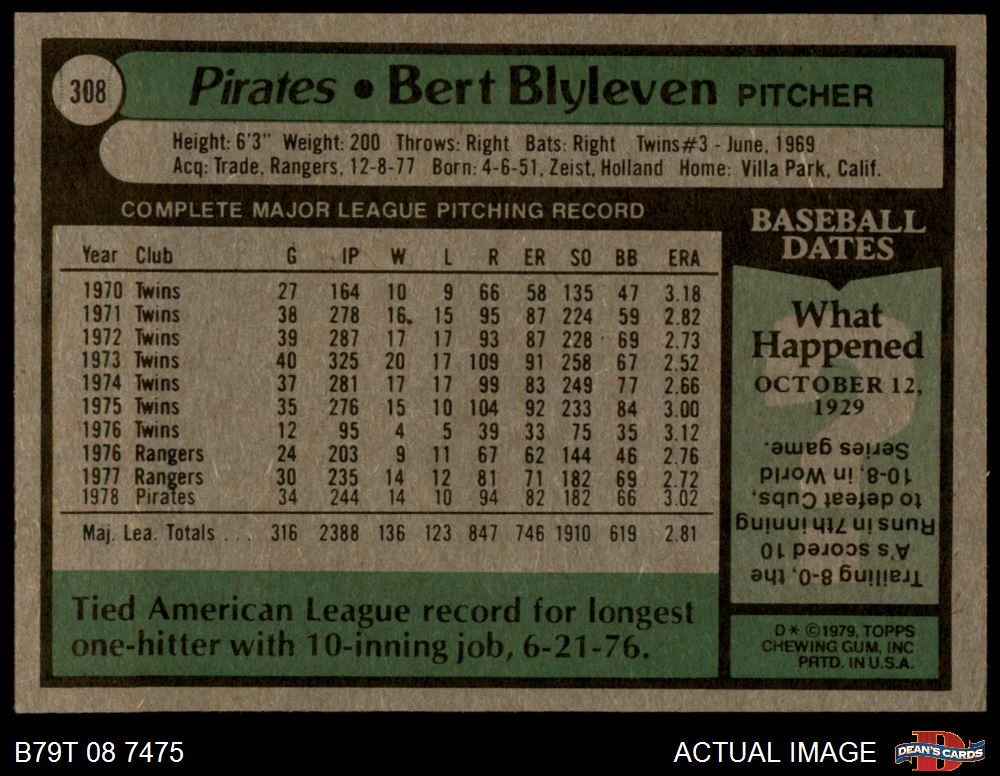 308
Pirates • Bert Blyleven PITCHER
Height: 6'3" Weight: 200 Throws: Right Bats: Right Twins #3 - June, 1969
Acq: Trade, Rangers, 12-8-77 Born: 4-6-51, Zeist, Holland Home: Villa Park, Calif.
COMPLETE MAJOR LEAGUE PITCHING RECORD
Year Club G IP W L R ER SO BB ERA
1970 Twins 27 164 10 9 66 58 135 47 3.18
1971 Twins 38 278 16 15 95 87 224 59 2.82
1972 Twins 39 287 17 17 93 87 228 69 2.73
1973 Twins 40 325 20 17 109 91 258 67 2.52
1974 Twins 37 281 17 17 99 83 249 77 2.66
1975 Twins 35 276 15 10 104 92 233 84 3.00
1976 Twins 12 95 4 5 39 33 75 35 3.12
1976 Rangers 24 203 9 11 67 62 144 46 2.76
1977 Rangers 30 235 14 12 81 71 182 69 2.72
1978 Pirates 34 244 14 10 94 82 182 66 3.02
Maj. Lea. Totals . . . 316 2388 136 123 847 746 1910 619 2.81
Tied American League record for longest
one-hitter with 10-inning job, 6-21-76.
BASEBALL
DATES
What
Happened
OCTOBER 12,
1929
Trailing 8-0, the
A's scored 10
Runs in 7th inning
to defeat Cubs,
10-8, in World
Series game.
D* ©1979, TOPPS
CHEWING GUM, INC
PRTD. IN U.S.A.
B79T 08 7475
ACTUAL IMAGE
DEAN'S CARDS